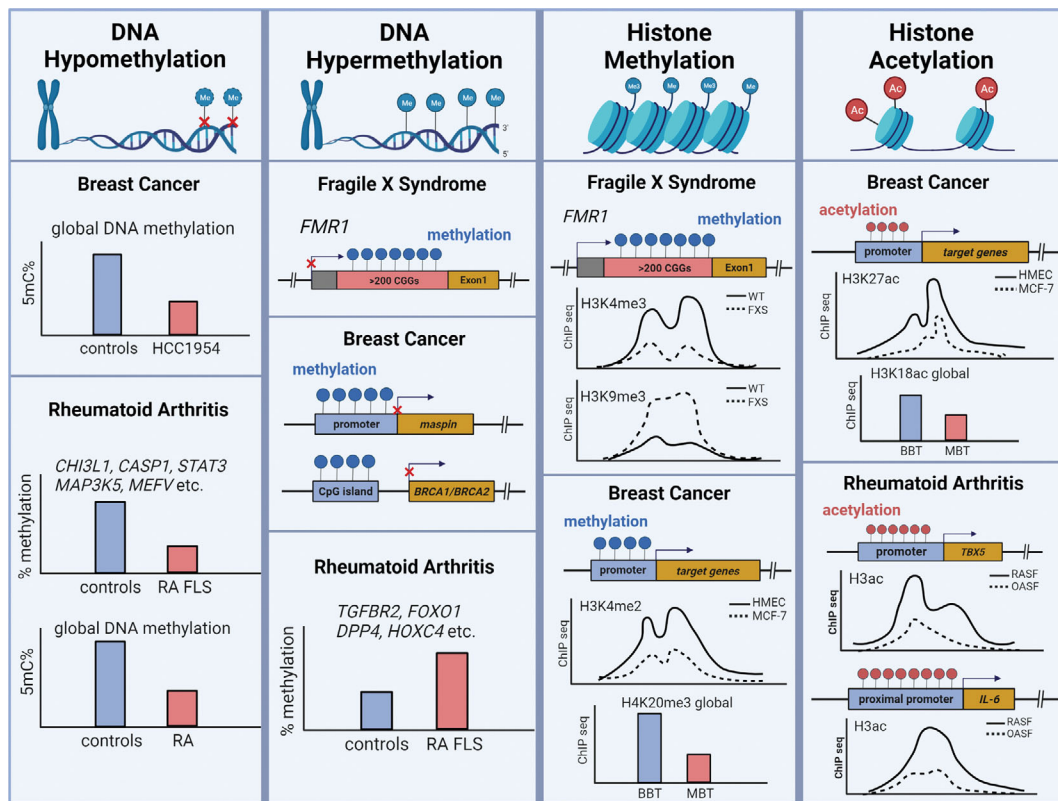 DNA
Hypomethylation
Me
Me
Breast Cancer
global DNA methylation
5mC%
controls
HCC1954
Rheumatoid Arthritis
CHI3L1, CASP1, STAT3
MAP3K5, MEFV etc.
% methylation
controls
RA FLS
global DNA methylation
5mC%
controls
RA
DNA
Hypermethylation
Me
Me
Me
Me
3'
5'
Fragile X Syndrome
FMR1
methylation
>200 CGGs
Exon1
Breast Cancer
methylation
promoter
maspin
CpG island
BRCA1/BRCA2
Rheumatoid Arthritis
TGFBR2, FOXO1
DPP4, HOXC4 etc.
% methylation
controls
RA FLS
Histone
Methylation
Me3
Me
Me3
Me
Fragile X Syndrome
FMR1
methylation
>200 CGGs
Exon1
H3K4me3
WT
FXS
ChIP seq
H3K9me3
WT
FXS
ChIP seq
Breast Cancer
methylation
promoter
target genes
H3K4me2
HMEC
MCF-7
ChIP seq
H4K20me3 global
ChIP seq
BBT
MBT
Histone
Acetylation
Ac
Ac
Ac
Breast Cancer
acetylation
promoter
target genes
H3K27ac
HMEC
MCF-7
ChIP seq
H3K18ac global
ChIP seq
BBT
MBT
Rheumatoid Arthritis
acetylation
promoter
TBX5
H3ac
RASF
OASF
ChIP seq
proximal promoter
IL-6
H3ac
RASF
OASF
ChIP seq